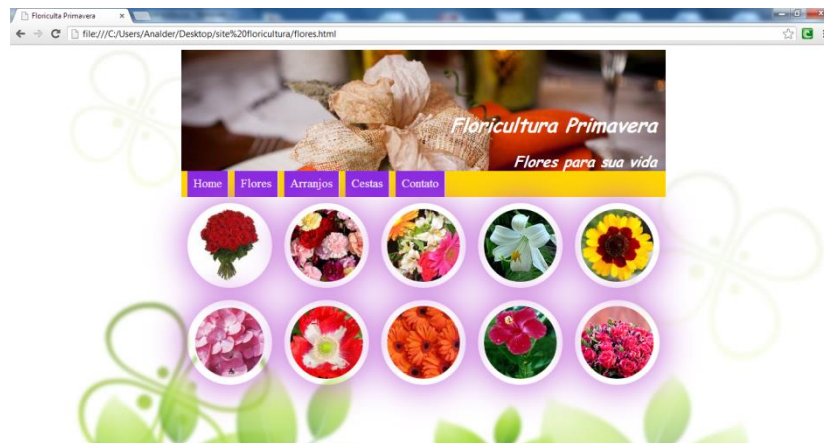 Floriculta Primavera
file:///C:/Users/Analder/Desktop/site%20floricultura/flores.html
Floricultura Primavera
Flores para sua vida
Home Flores Arranjos Cestas Contato